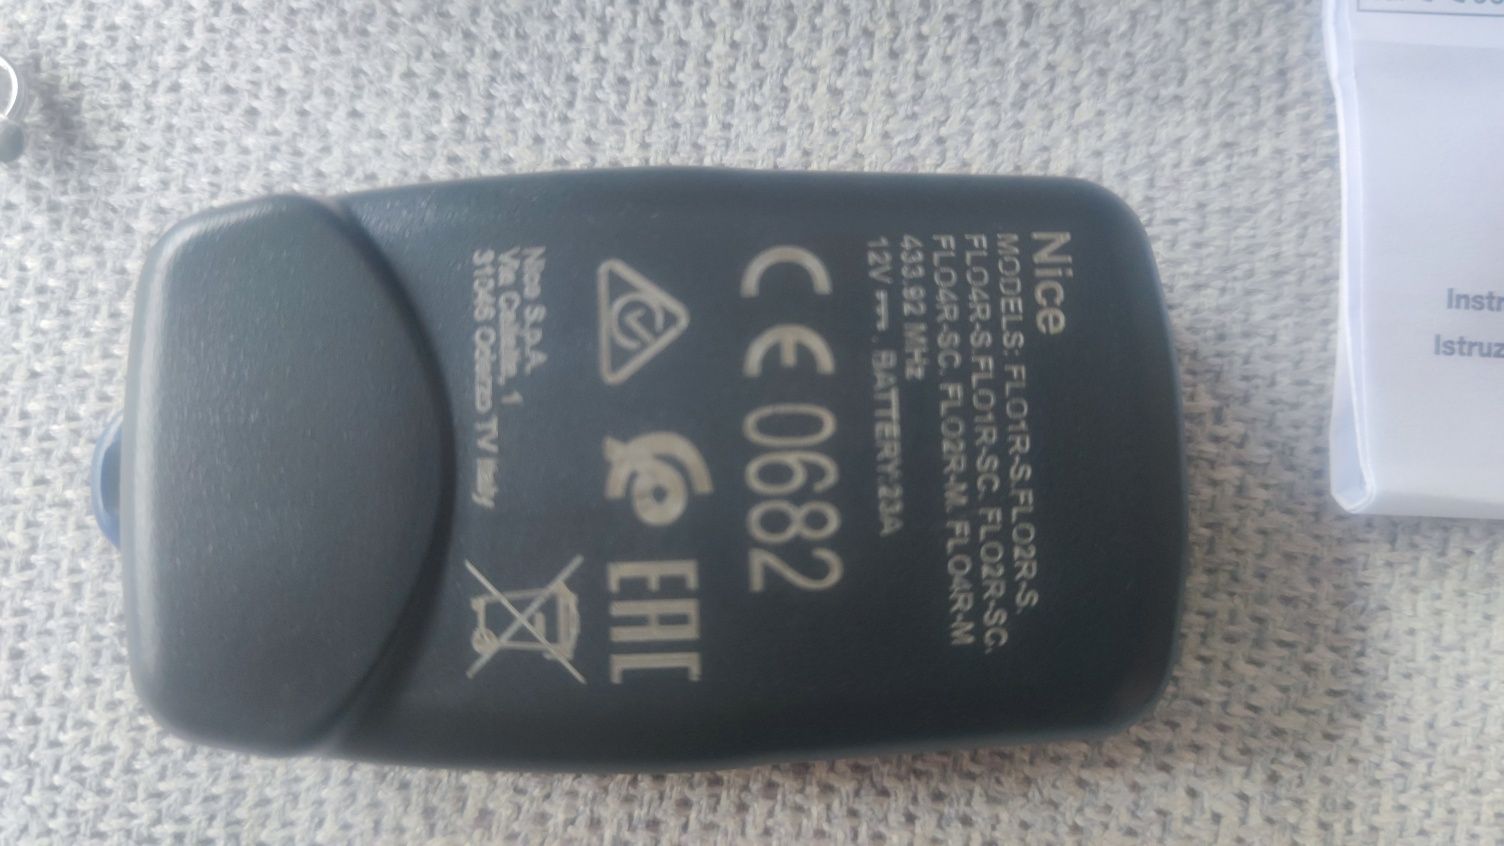 Nice
MODELS: FLO1R-S.FLO2R-S.
FLO4R-S.FLO1R-SC. FLO2R-SC.
FLO4R-SC. FLO2R-M. FLO4R-M
433.92 MHz
12V ⎓ . BATTERY:23A
CE 0682
EAC
Nice S.p.A.
Via Callalta, 1
31046 Oderzo TV Italy
Instr
Istruz